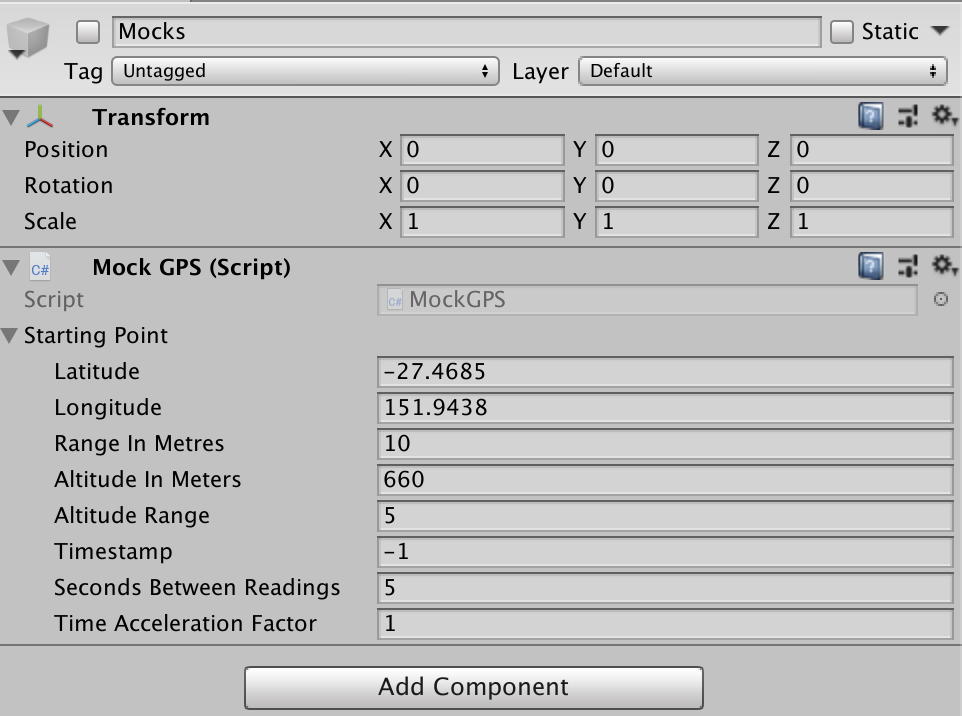 Mocks Static
Tag Untagged Layer Default
Transform
Position X 0 Y 0 Z 0
Rotation X 0 Y 0 Z 0
Scale X 1 Y 1 Z 1
C# Mock GPS (Script)
Script C# MockGPS
Starting Point
Latitude -27.4685
Longitude 151.9438
Range In Metres 10
Altitude In Meters 660
Altitude Range 5
Timestamp -1
Seconds Between Readings 5
Time Acceleration Factor 1
Add Component